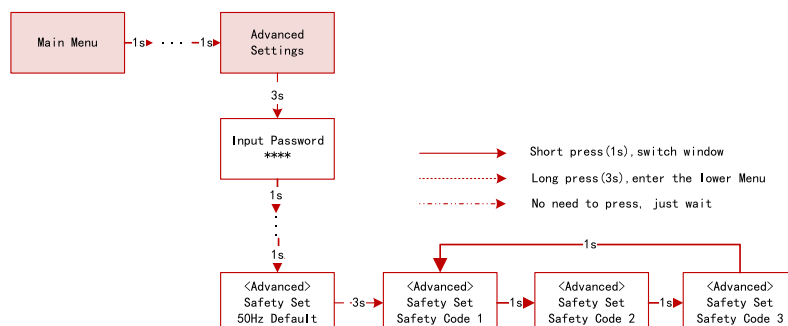 Main Menu
1s
· · ·
1s
Advanced
Settings
3s
Input Password
****
1s
1s
Short press(1s),switch window
Long press(3s),enter the lower Menu
No need to press, just wait
1s
<Advanced>
Safety Set
50Hz Default
3s
<Advanced>
Safety Set
Safety Code 1
1s
<Advanced>
Safety Set
Safety Code 2
1s
<Advanced>
Safety Set
Safety Code 3